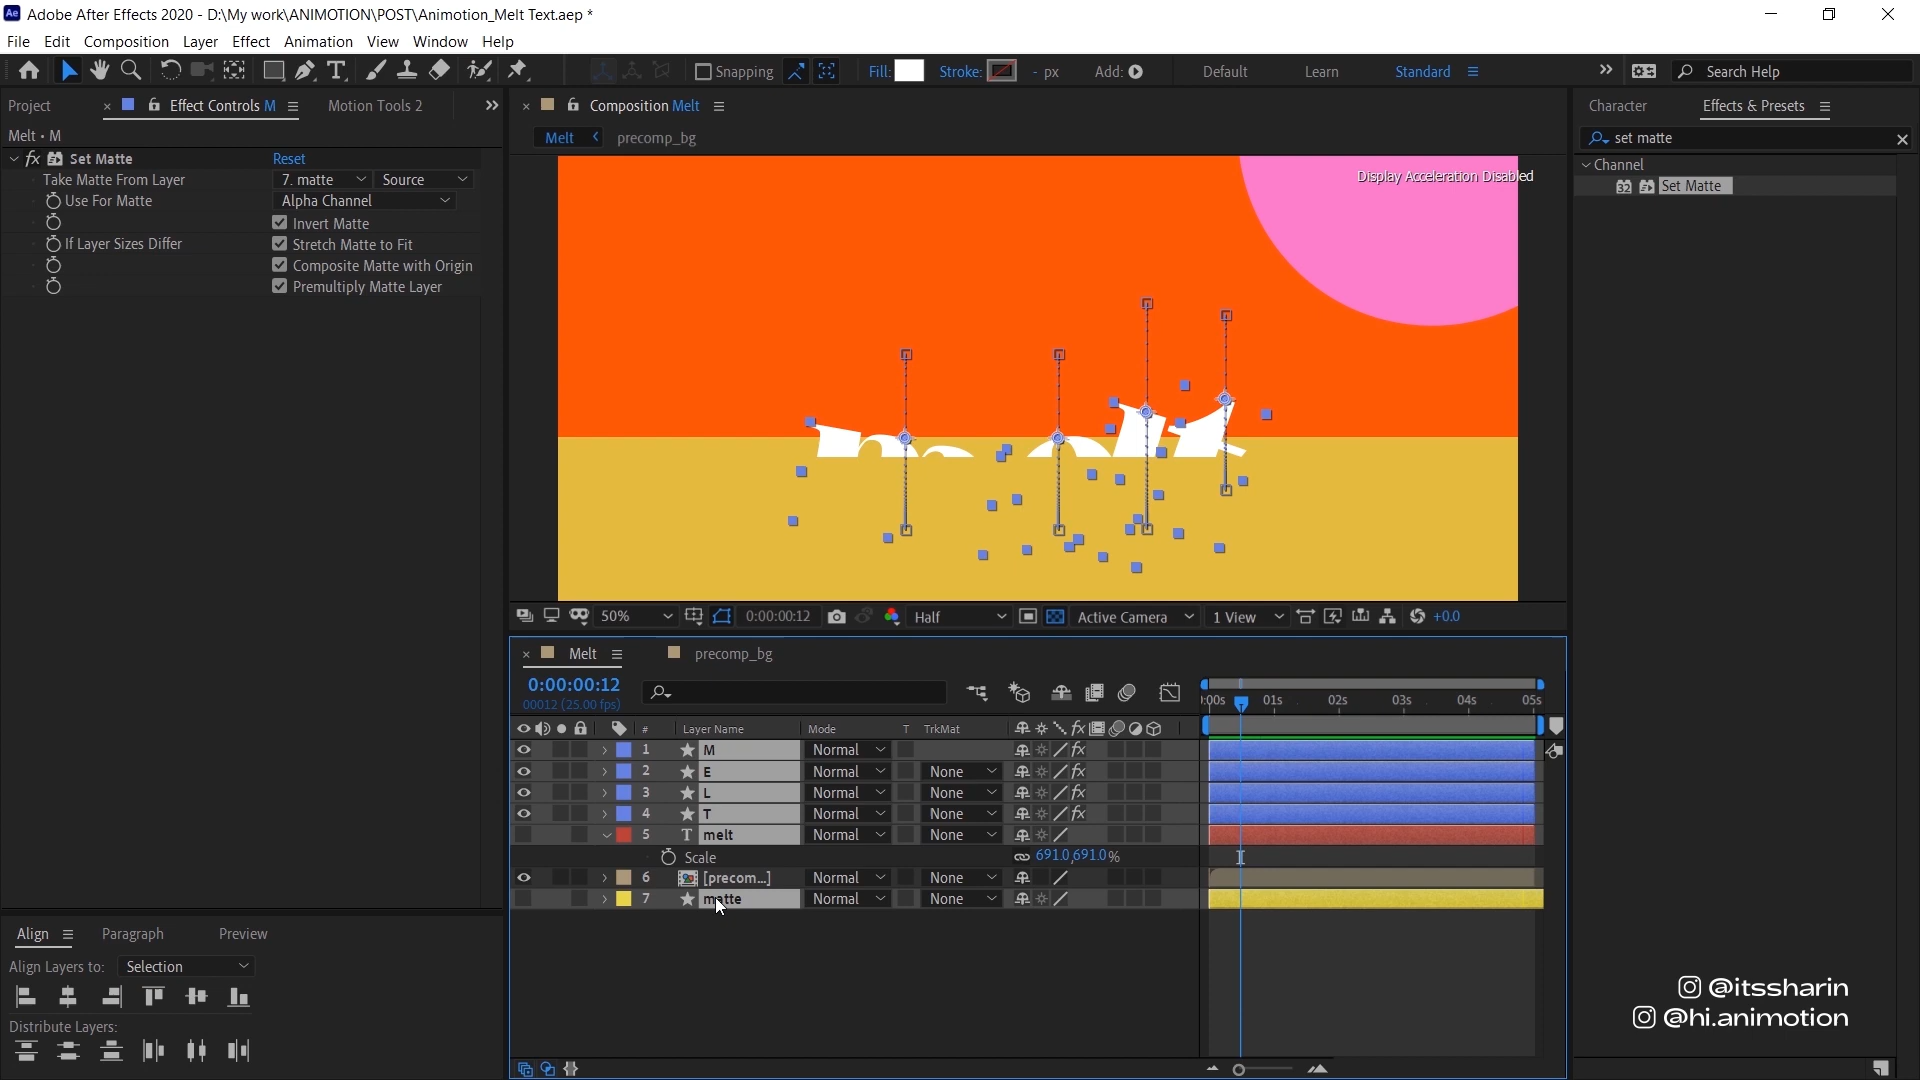 Adobe After Effects 2020 - D:\My work\ANIMOTION\POST\Animotion_Melt Text.aep *
File Edit Composition Layer Effect Animation View Window Help
Snapping Fill: Stroke: - px Add: Default Learn Standard Search Help
Project Effect Controls M Motion Tools 2
Composition Melt
Character Effects & Presets
Melt • M
Melt precomp_bg
set matte
fx Set Matte Reset
Channel
Take Matte From Layer 7. matte Source
Display Acceleration Disabled
32 Set Matte
Use For Matte Alpha Channel
Invert Matte
If Layer Sizes Differ Stretch Matte to Fit
Composite Matte with Origin
Premultiply Matte Layer
50% 0:00:00:12 Half Active Camera 1 View +0.0
Melt precomp_bg
0:00:00:12
00012 (25.00 fps)
):00s 01s 02s 03s 04s 05s
# Layer Name Mode T TrkMat fx
1 M Normal fx
2 E Normal None fx
3 L Normal None fx
4 T Normal None fx
5 T melt Normal None
Scale 691.0,691.0%
6 [precom...] Normal None
7 matte Normal None
Align Paragraph Preview
Align Layers to: Selection
Distribute Layers:
@itssharin
@hi.animotion